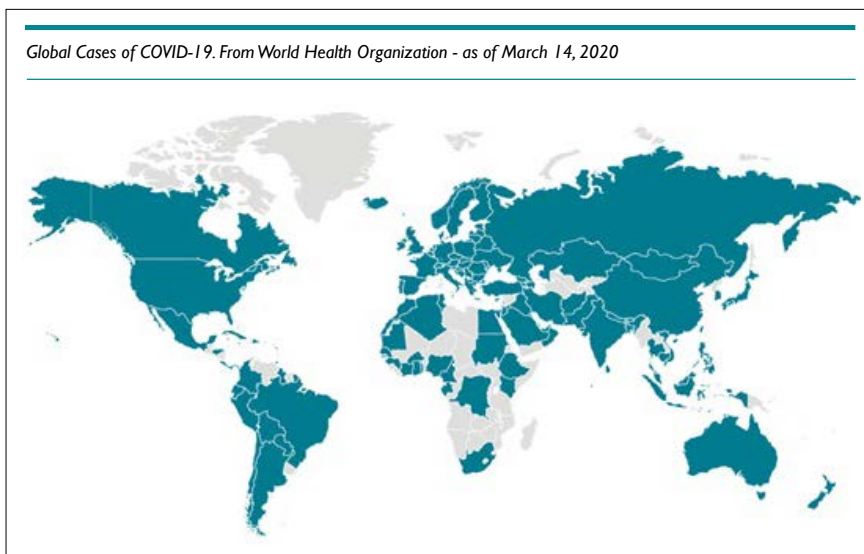 Global Cases of COVID-19. From World Health Organization - as of March 14, 2020